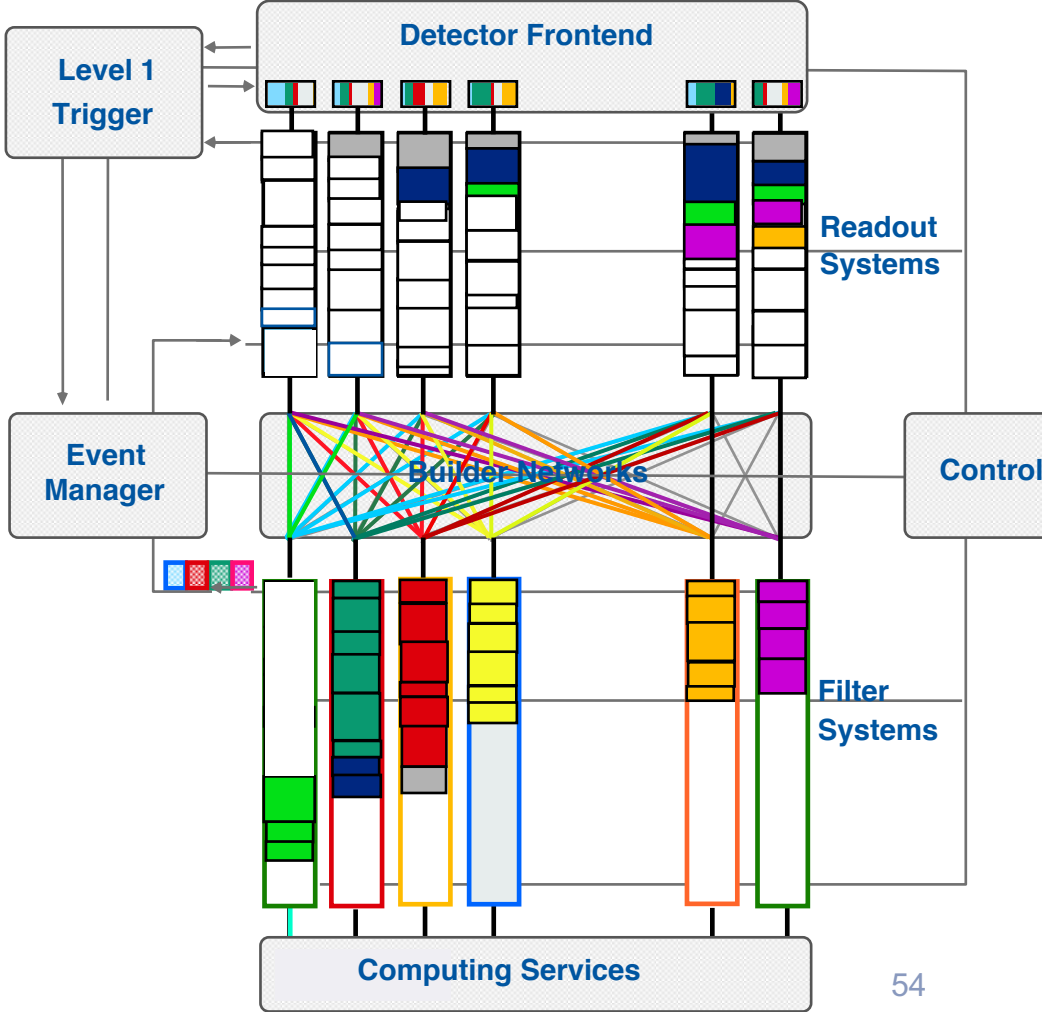 Detector Frontend
Level 1
Trigger
Readout
Systems
Event
Manager
Builder Networks
Control
Filter
Systems
Computing Services
54